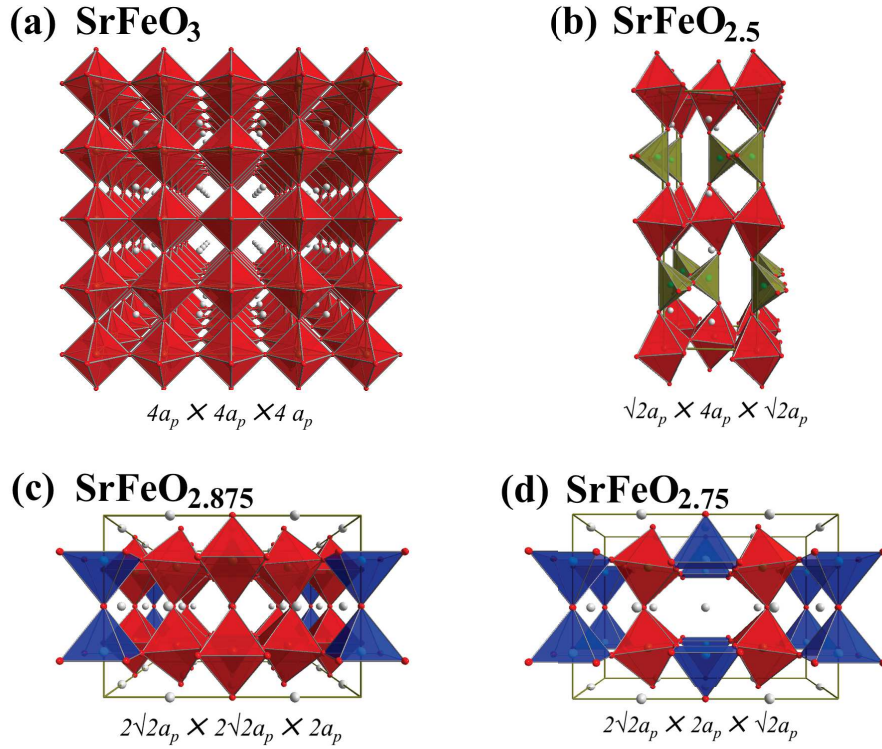 (a) SrFeO₃
(b) SrFeO₂.₅
4aₚ × 4aₚ ×4 aₚ
√2aₚ × 4aₚ × √2aₚ
(c) SrFeO₂.₈₇₅
(d) SrFeO₂.₇₅
2√2aₚ × 2√2aₚ × 2aₚ
2√2aₚ × 2aₚ × √2aₚ